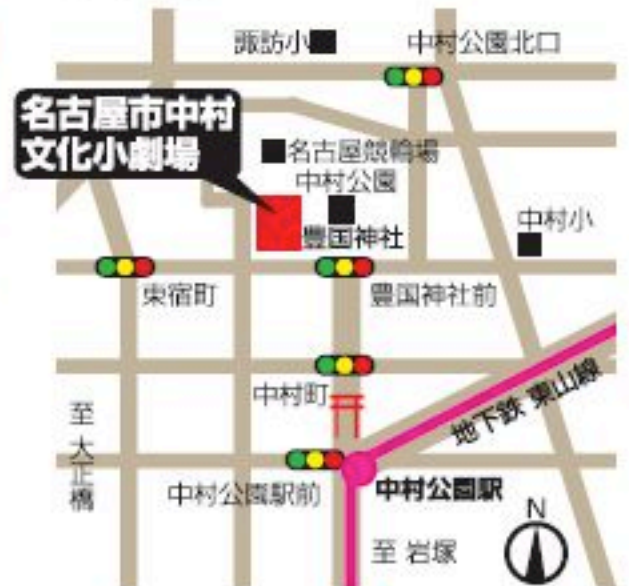 諏訪小
中村公園北口
名古屋市中村
文化小劇場
名古屋競輪場
中村公園
豊国神社
中村小
東宿町
豊国神社前
中村町
地下鉄 東山線
至 大正橋
中村公園駅前
中村公園駅
至 岩塚
N